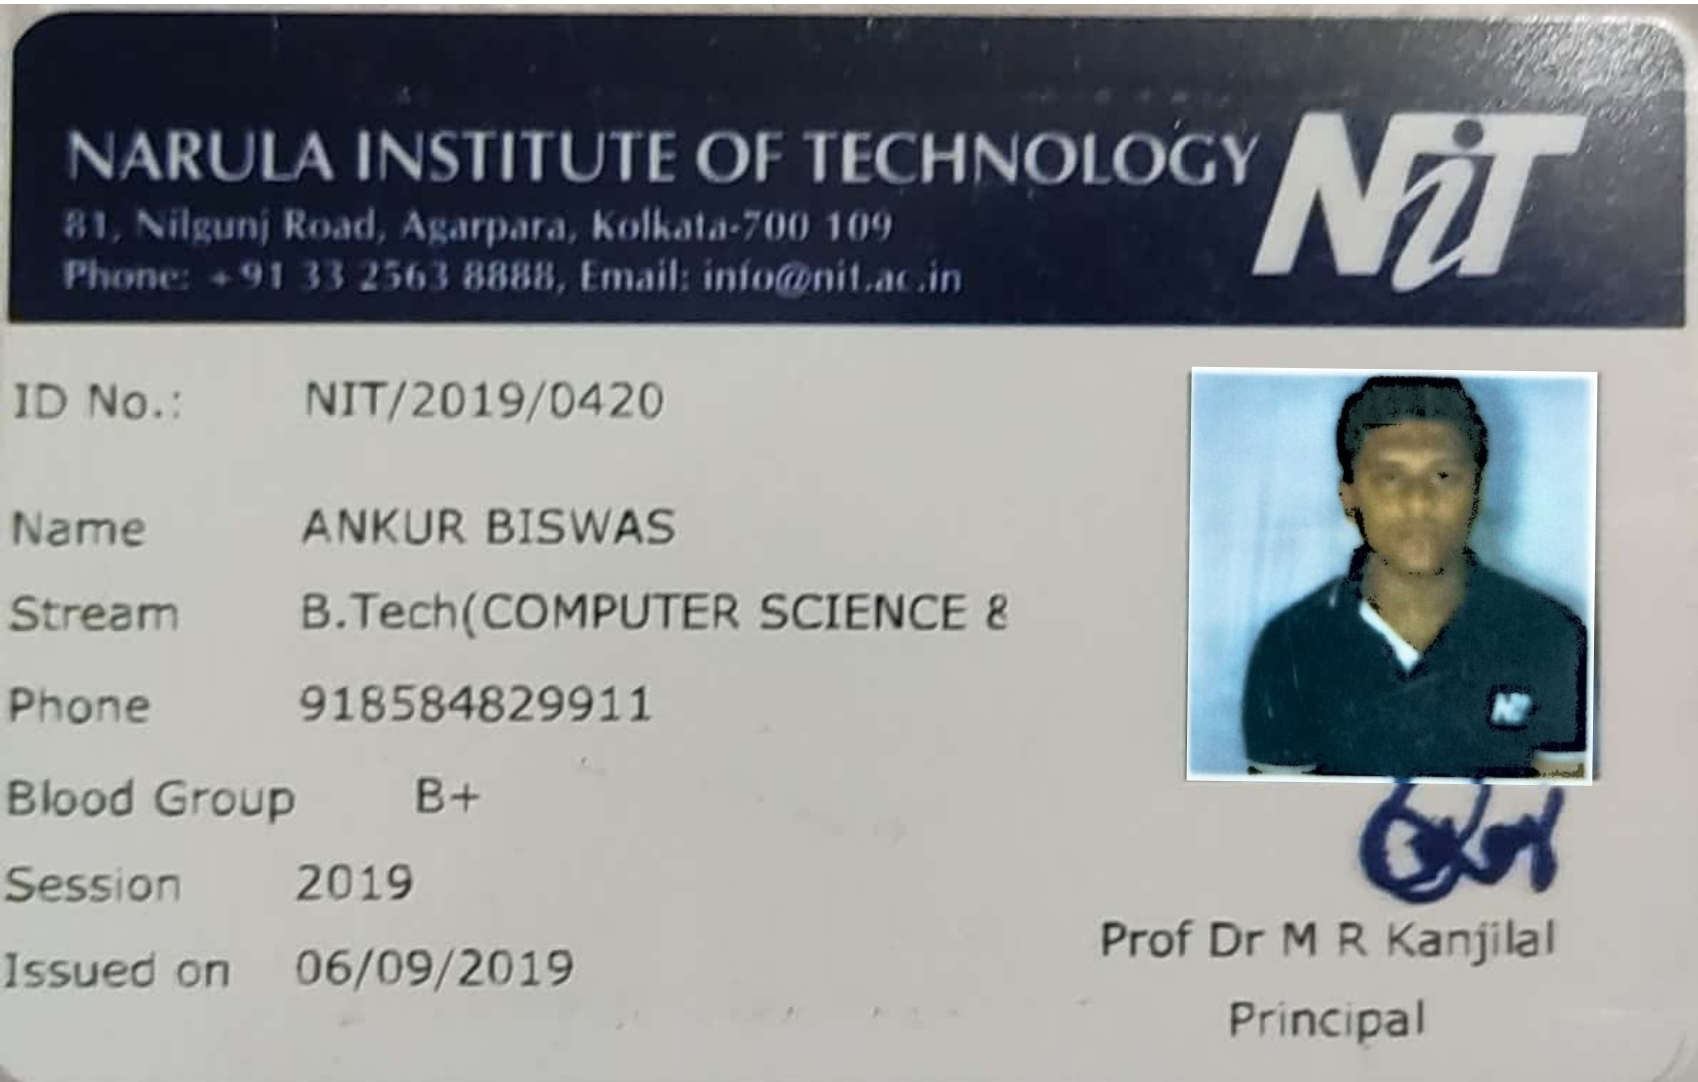 NARULA INSTITUTE OF TECHNOLOGY
NiT
81, Nilgunj Road, Agarpara, Kolkata-700 109
Phone: +91 33 2563 8888, Email: info@nit.ac.in
ID No.: NIT/2019/0420
Name ANKUR BISWAS
Stream B.Tech(COMPUTER SCIENCE &
Phone 918584829911
Blood Group B+
Session 2019
Issued on 06/09/2019
Prof Dr M R Kanjilal
Principal